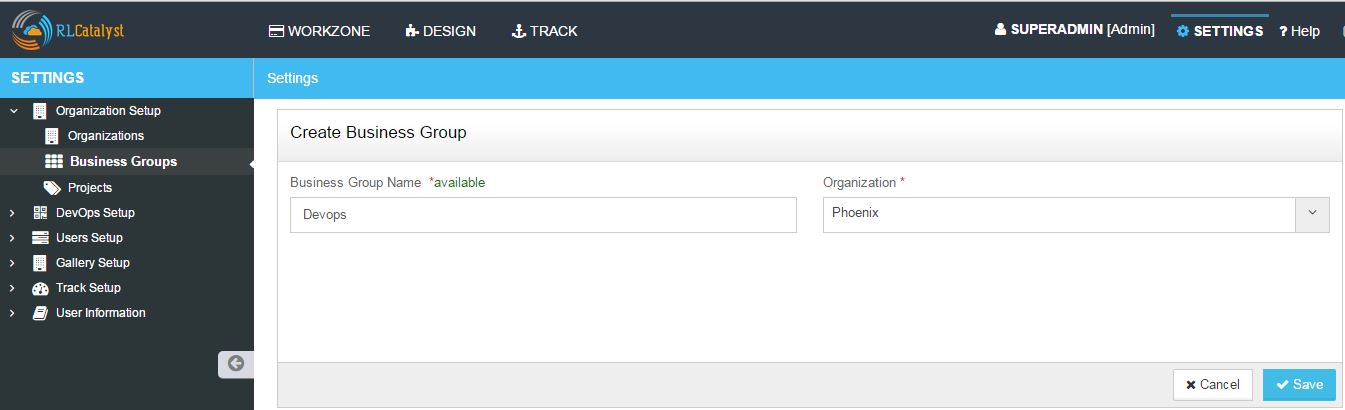 RLCatalyst WORKZONE DESIGN TRACK SUPERADMIN [Admin] SETTINGS ? Help
SETTINGS
Settings
Organization Setup
Organizations
Business Groups
Projects
DevOps Setup
Users Setup
Gallery Setup
Track Setup
User Information
Create Business Group
Business Group Name *available
Devops
Organization *
Phoenix
Cancel
Save